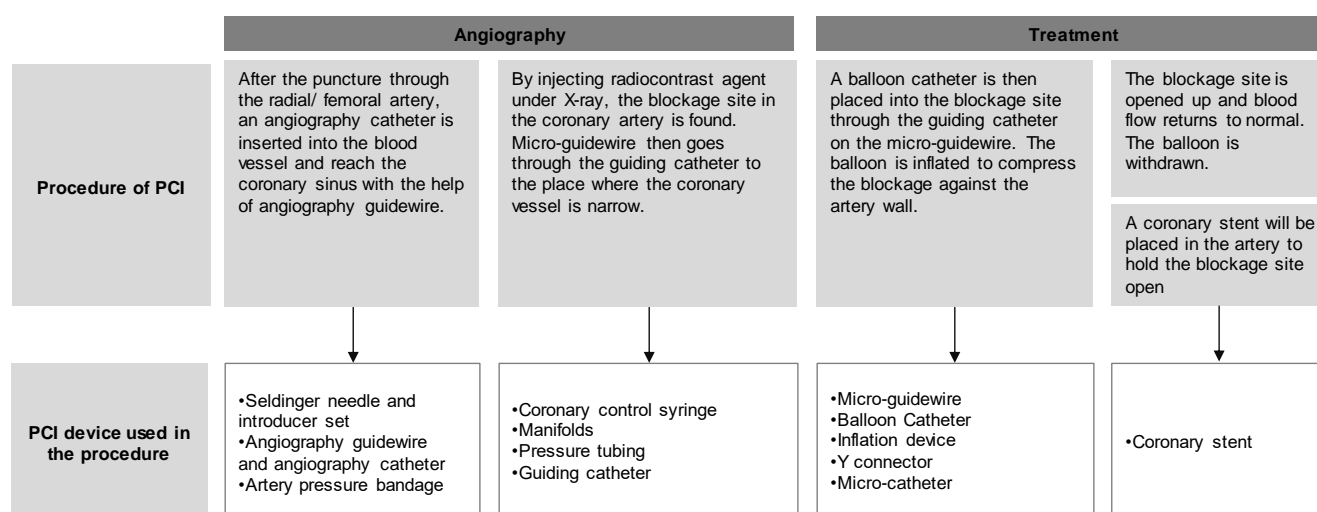 Angiography
Treatment
Procedure of PCI
After the puncture through
the radial/ femoral artery,
an angiography catheter is
inserted into the blood
vessel and reach the
coronary sinus with the help
of angiography guidewire.
By injecting radiocontrast agent
under X-ray, the blockage site in
the coronary artery is found.
Micro-guidewire then goes
through the guiding catheter to
the place where the coronary
vessel is narrow.
A balloon catheter is then
placed into the blockage site
through the guiding catheter
on the micro-guidewire. The
balloon is inflated to compress
the blockage against the
artery wall.
The blockage site is
opened up and blood
flow returns to normal.
The balloon is
withdrawn.
A coronary stent will be
placed in the artery to
hold the blockage site
open
PCI device used in
the procedure
•Seldinger needle and
introducer set
•Angiography guidewire
and angiography catheter
•Artery pressure bandage
•Coronary control syringe
•Manifolds
•Pressure tubing
•Guiding catheter
•Micro-guidewire
•Balloon Catheter
•Inflation device
•Y connector
•Micro-catheter
•Coronary stent